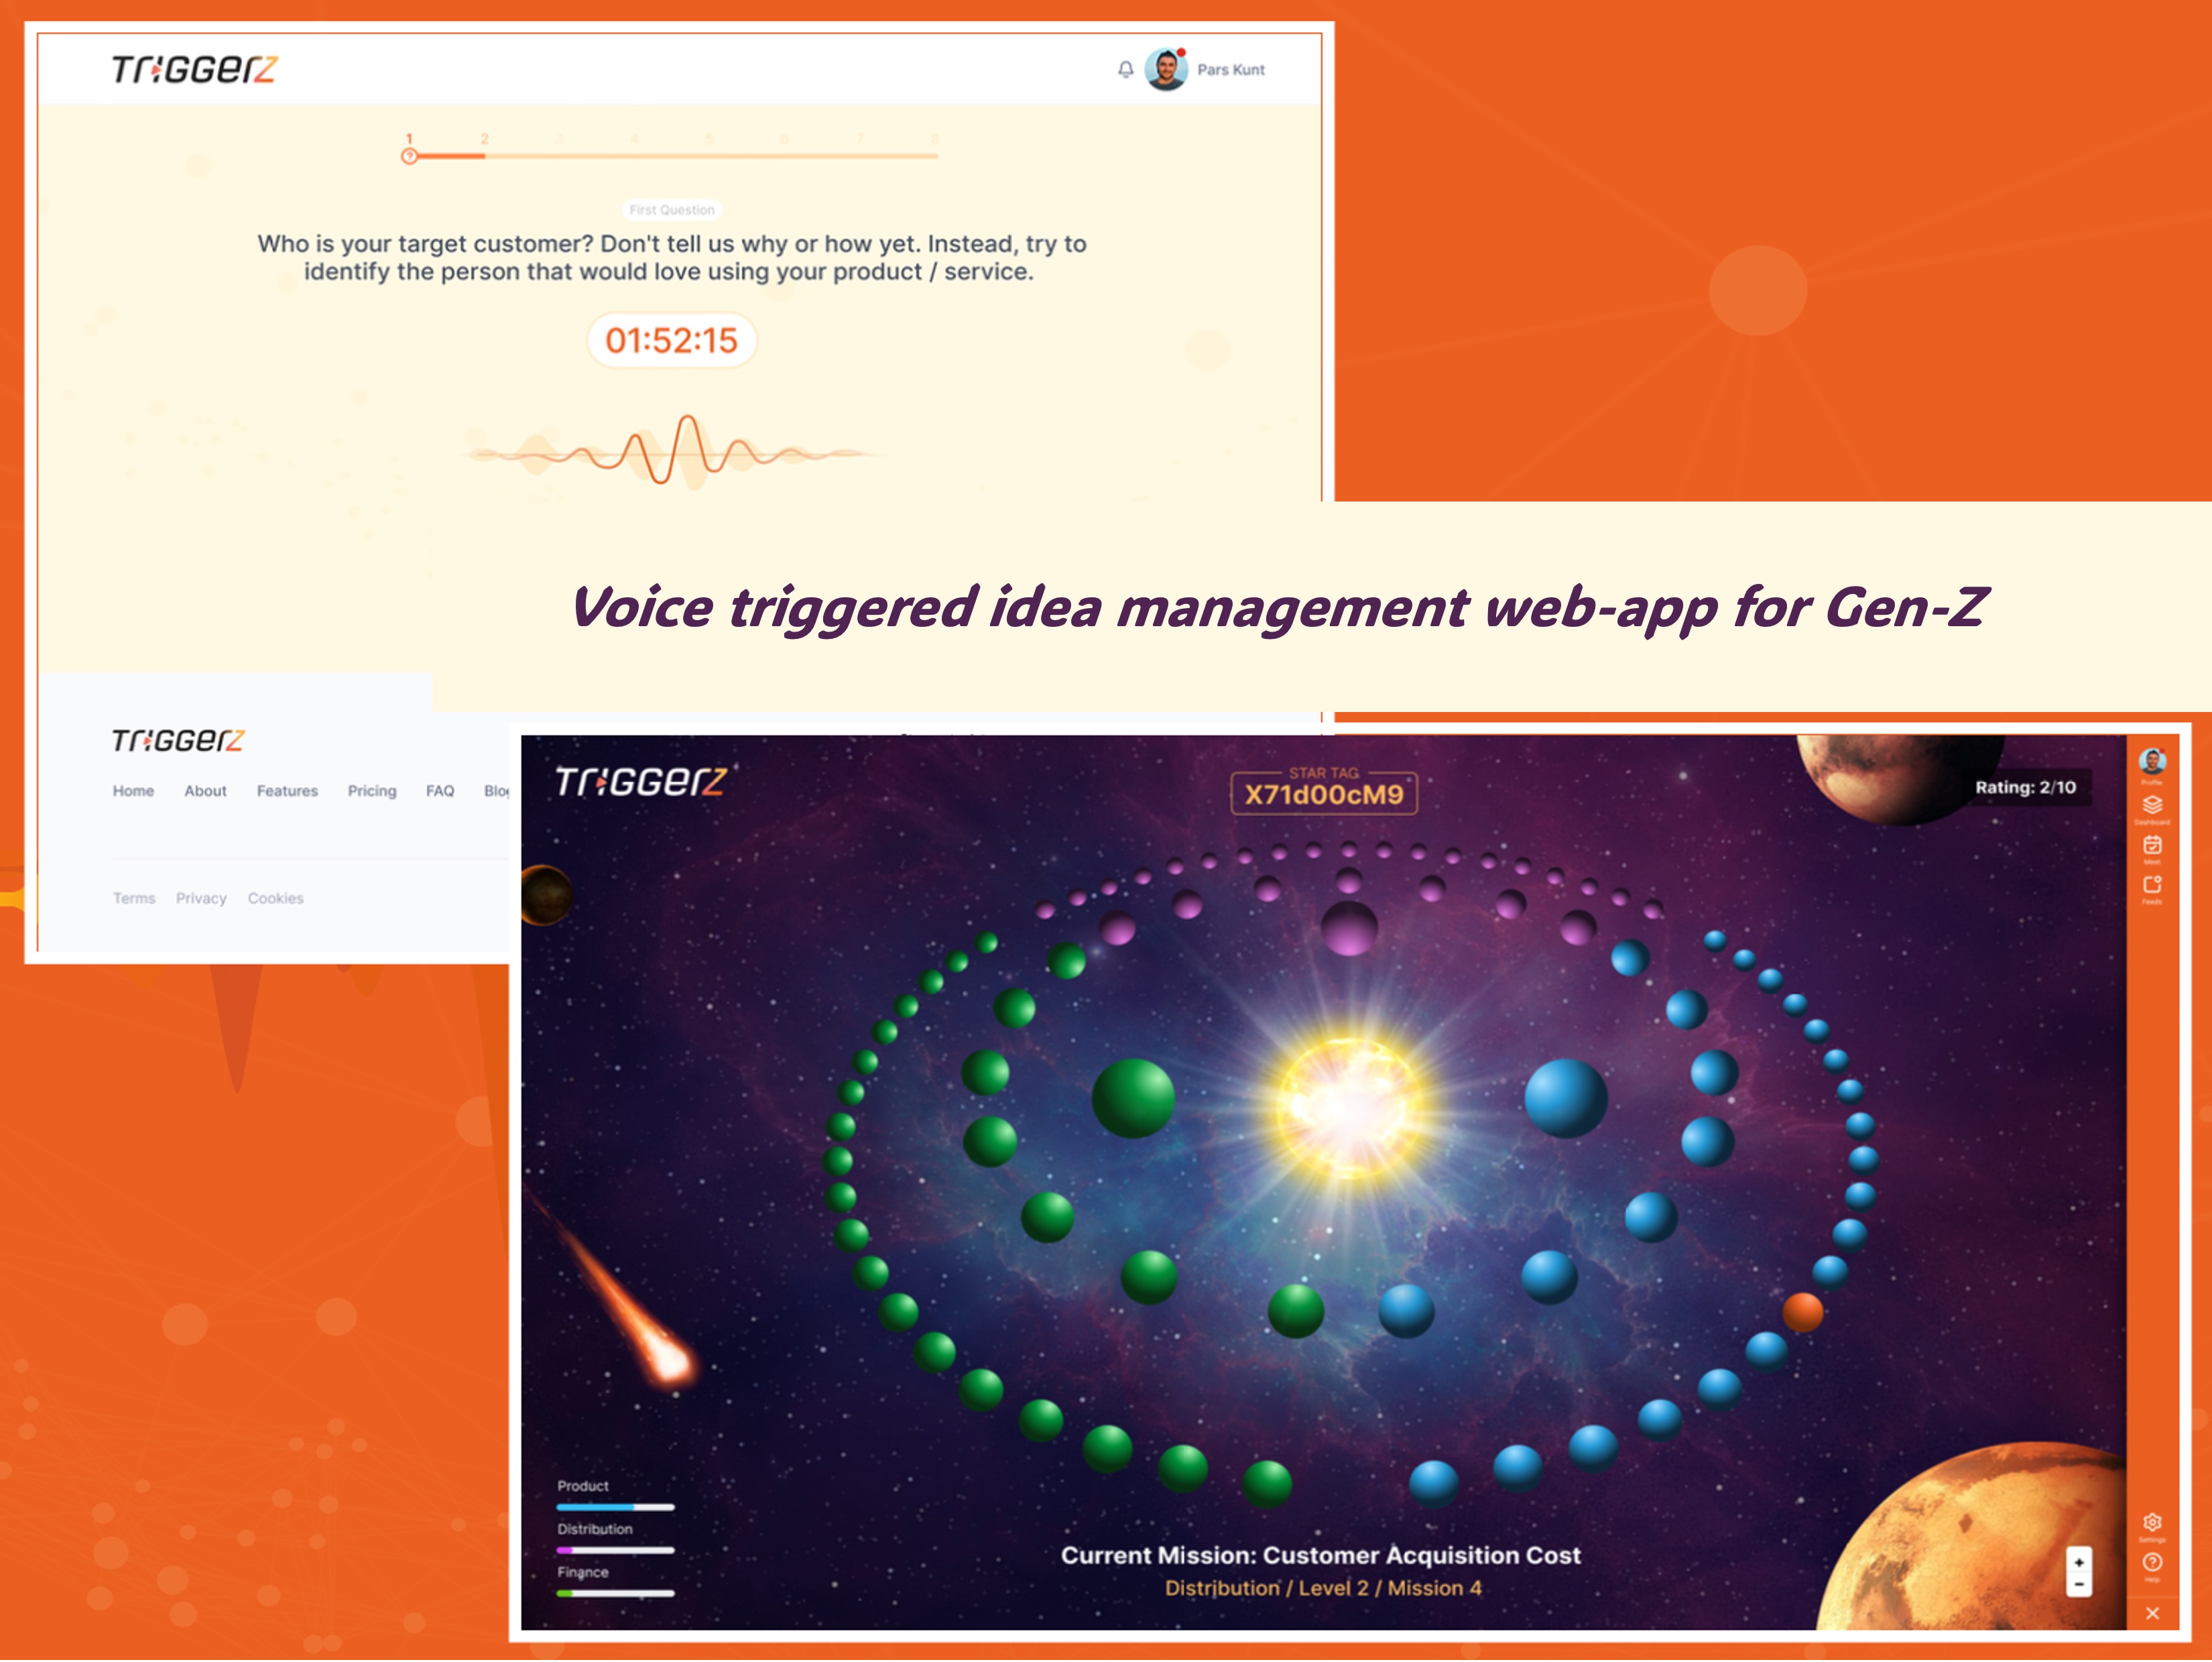 TRIGGERZ
Pars Kunt
1 2 3 4 5 6 7 8
First Question
Who is your target customer? Don't tell us why or how yet. Instead, try to
identify the person that would love using your product / service.
01:52:15
Voice triggered idea management web-app for Gen-Z
TRIGGERZ
Home About Features Pricing FAQ
Terms Privacy Cookies
TRIGGERZ
STAR TAG
X71d00cM9
Rating: 2/10
Profile
Dashboard
Meet
Feeds
Product
Distribution
Finance
Current Mission: Customer Acquisition Cost
Distribution / Level 2 / Mission 4
Settings
Help